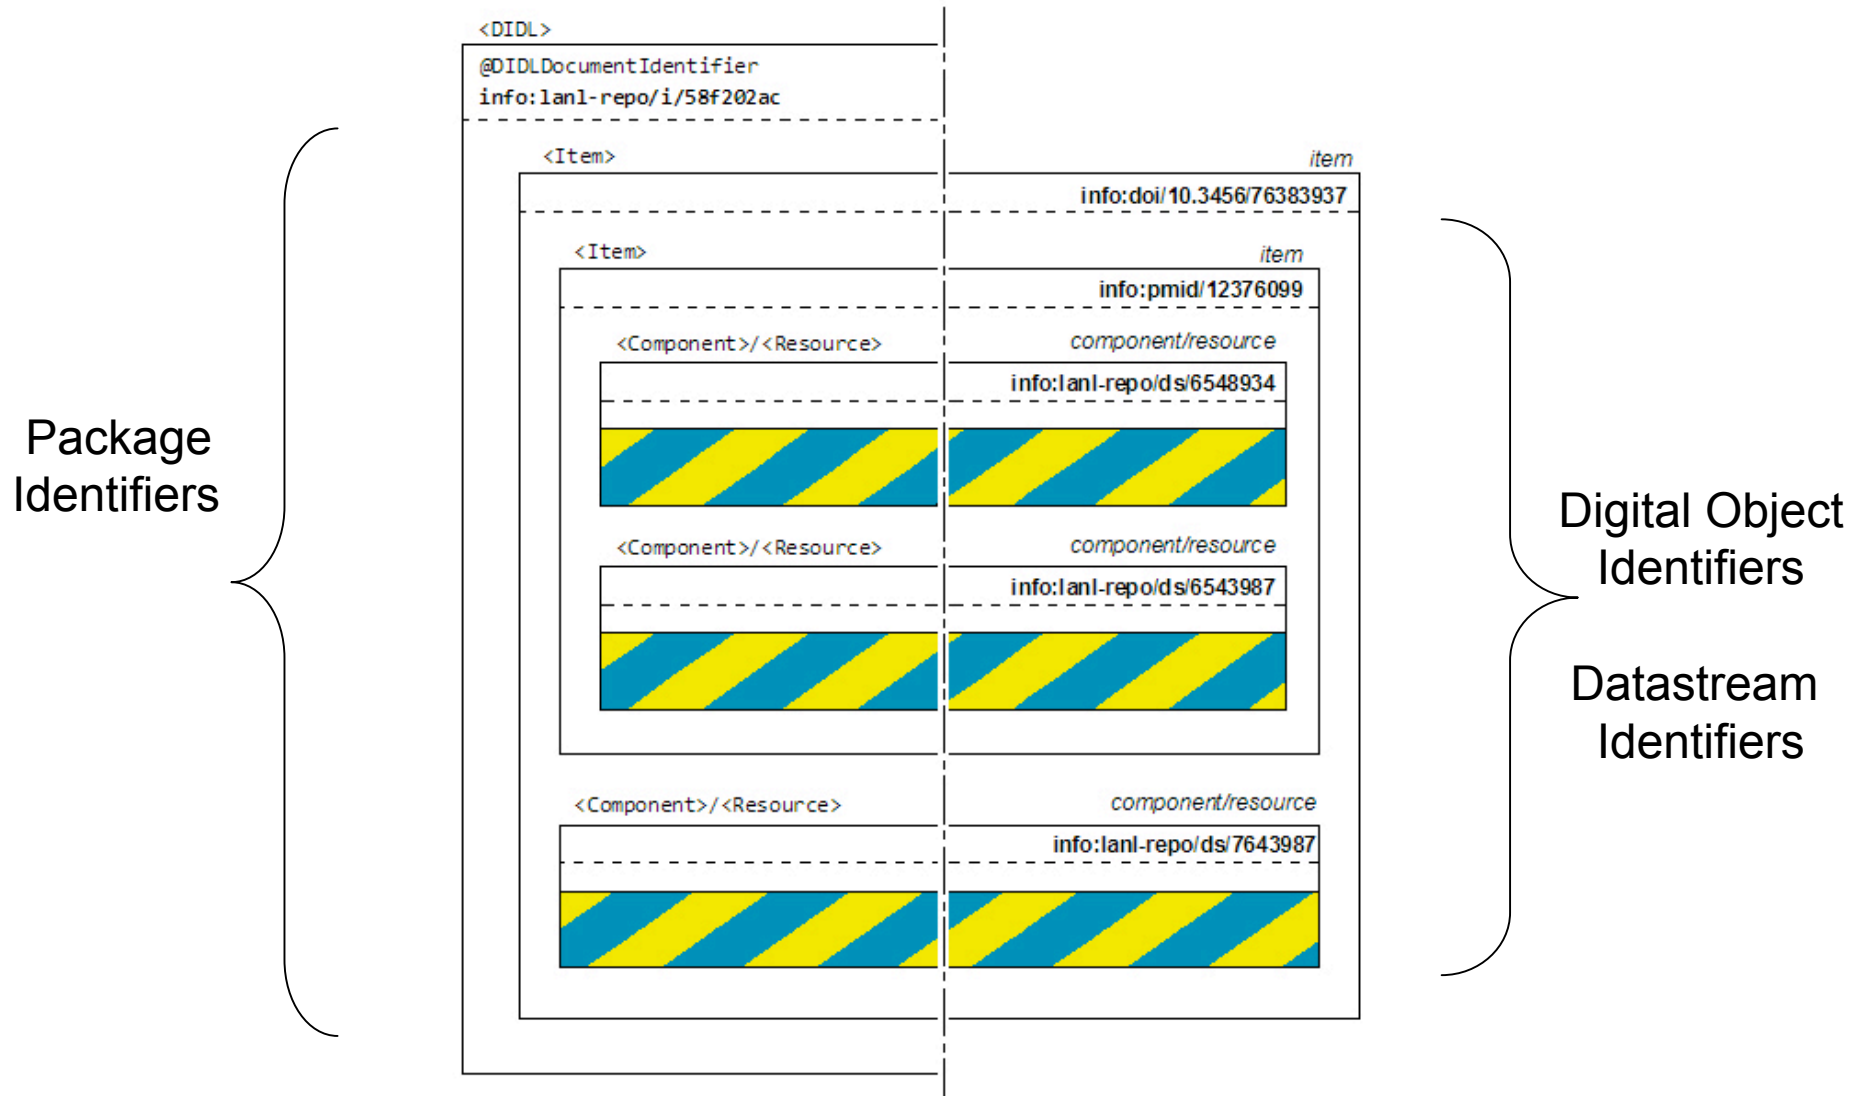 <DIDL>
@DIDLDocumentIdentifier
info:lanl-repo/i/58f202ac
<Item>
item
info:doi/10.3456/76383937
<Item>
item
info:pmid/12376099
<Component>/<Resource>
component/resource
info:lanl-repo/ds/6548934
<Component>/<Resource>
component/resource
info:lanl-repo/ds/6543987
<Component>/<Resource>
component/resource
info:lanl-repo/ds/7643987
Package
Identifiers
Digital Object
Identifiers
Datastream
Identifiers